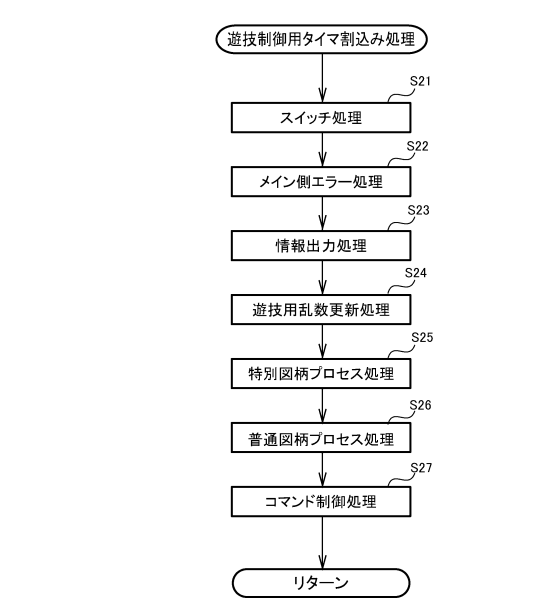 遊技制御用タイマ割込み処理
S21
スイッチ処理
S22
メイン側エラー処理
S23
情報出力処理
S24
遊技用乱数更新処理
S25
特別図柄プロセス処理
S26
普通図柄プロセス処理
S27
コマンド制御処理
リターン